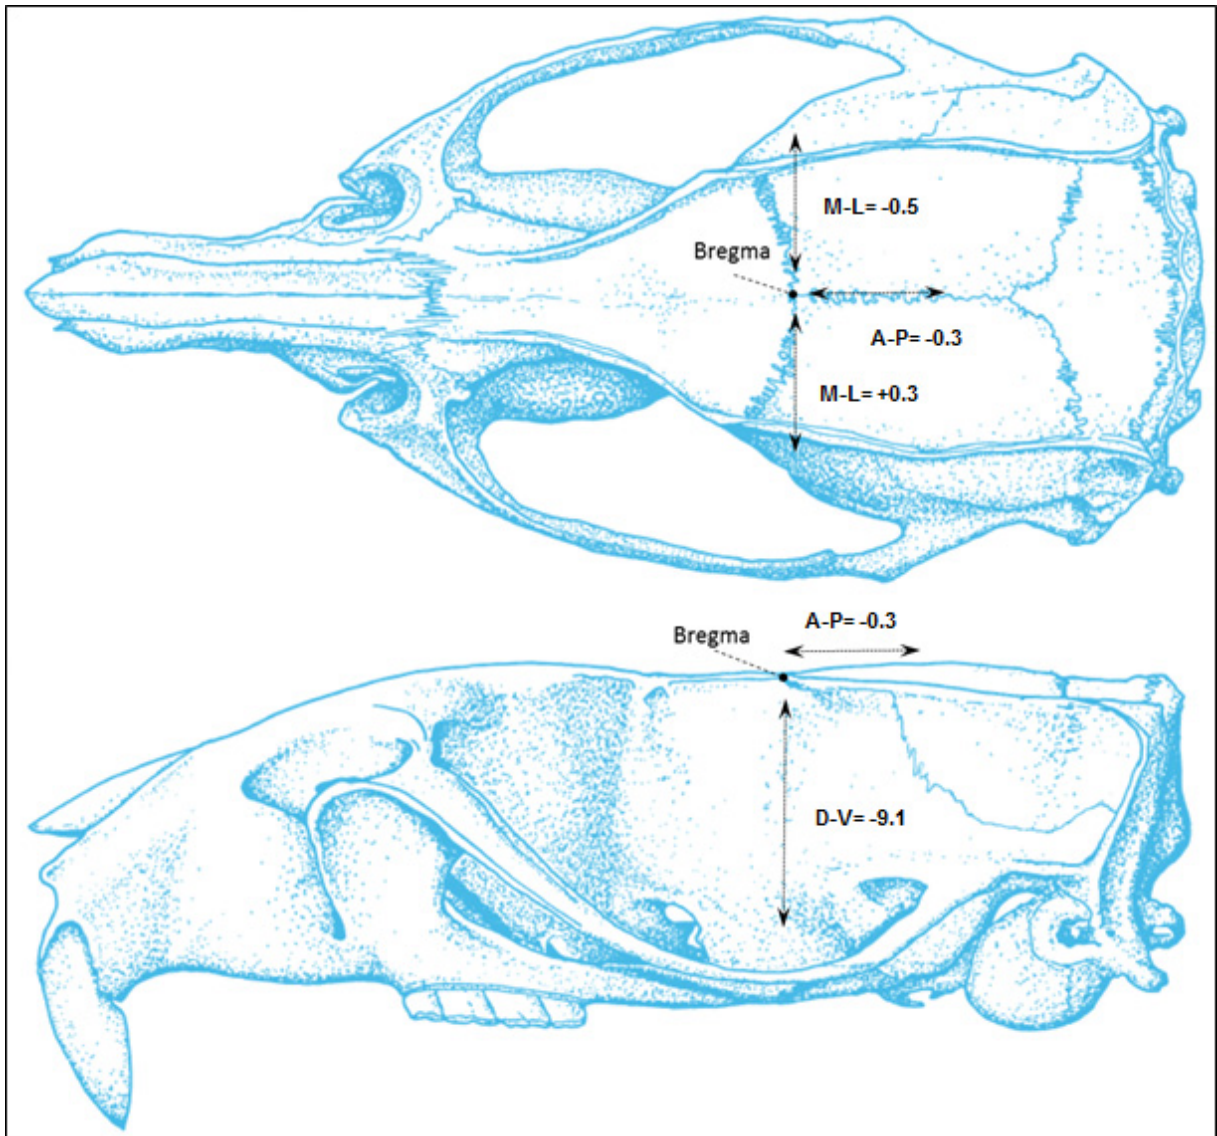 M-L= -0.5
Bregma
A-P= -0.3
M-L= +0.3
A-P= -0.3
Bregma
D-V= -9.1